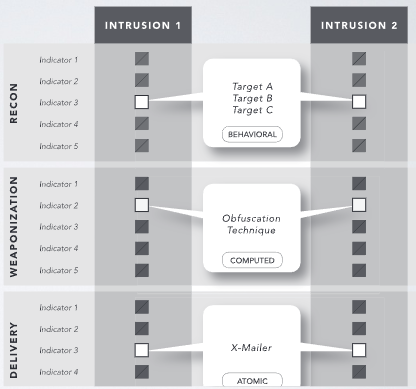 INTRUSION 1
INTRUSION 2
RECON
Indicator 1
Indicator 2
Indicator 3
Indicator 4
Indicator 5
Target A
Target B
Target C
BEHAVIORAL
WEAPONIZATION
Indicator 1
Indicator 2
Indicator 3
Indicator 4
Indicator 5
Obfuscation
Technique
COMPUTED
DELIVERY
Indicator 1
Indicator 2
Indicator 3
Indicator 4
X-Mailer
ATOMIC